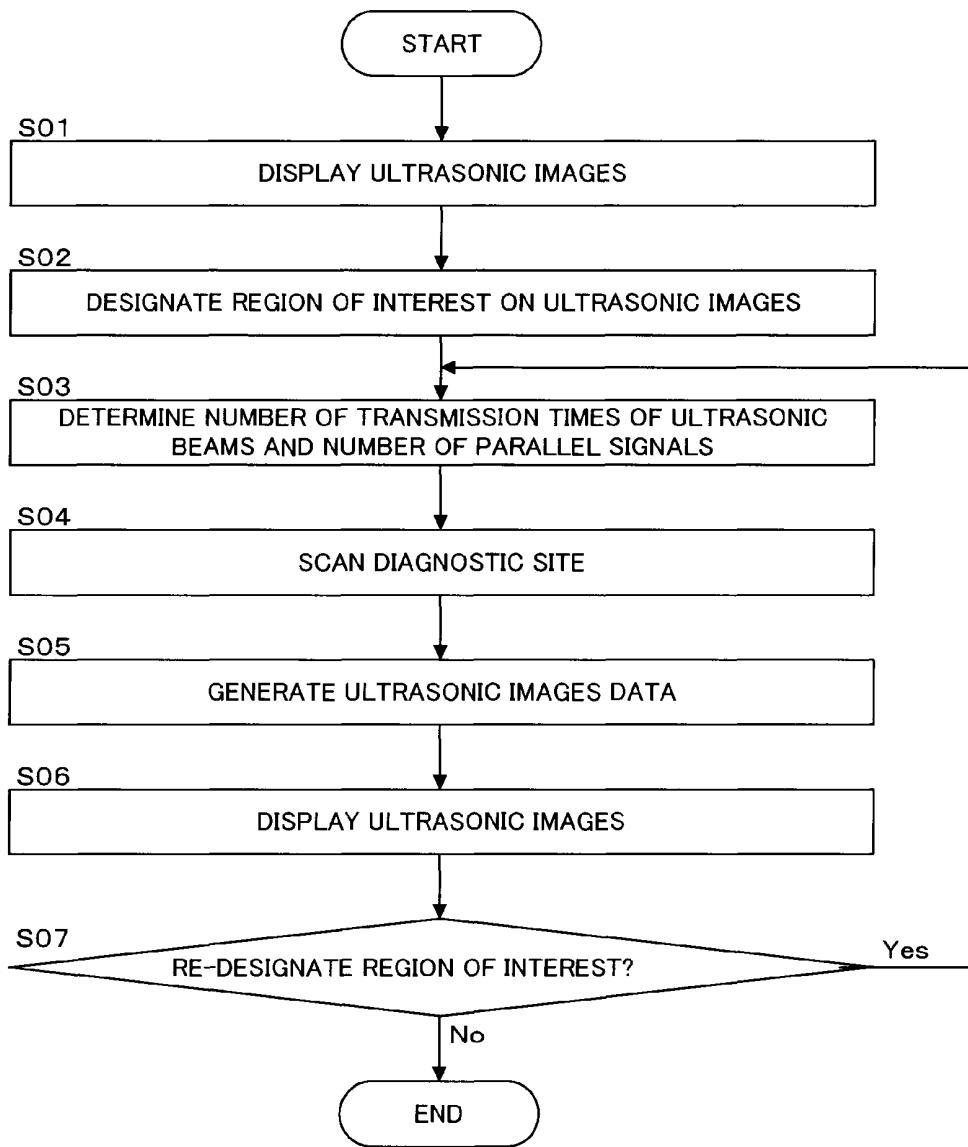 START
S01
DISPLAY ULTRASONIC IMAGES
S02
DESIGNATE REGION OF INTEREST ON ULTRASONIC IMAGES
S03
DETERMINE NUMBER OF TRANSMISSION TIMES OF ULTRASONIC
BEAMS AND NUMBER OF PARALLEL SIGNALS
S04
SCAN DIAGNOSTIC SITE
S05
GENERATE ULTRASONIC IMAGES DATA
S06
DISPLAY ULTRASONIC IMAGES
S07
RE-DESIGNATE REGION OF INTEREST?
Yes
No
END